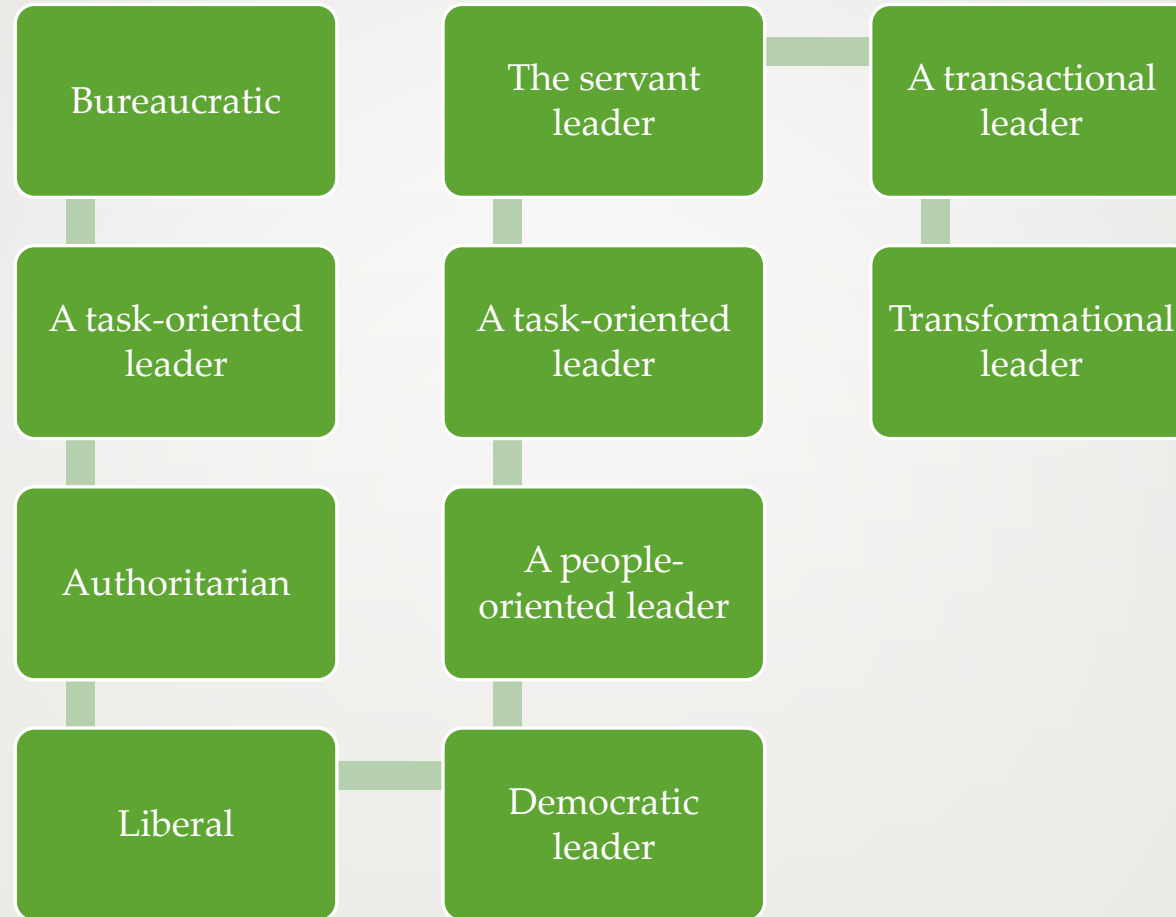 Bureaucratic
A task-oriented
leader
Authoritarian
Liberal
Democratic
leader
A people-
oriented leader
A task-oriented
leader
The servant
leader
A transactional
leader
Transformational
leader